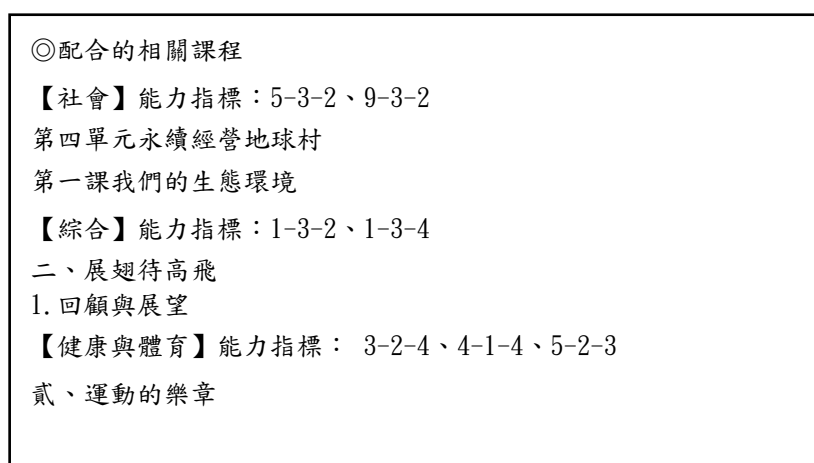 ◎配合的相關課程
【社會】能力指標：5-3-2、9-3-2
第四單元永續經營地球村
第一課我們的生態環境
【綜合】能力指標：1-3-2、1-3-4
二、展翅待高飛
1.回顧與展望
【健康與體育】能力指標： 3-2-4、4-1-4、5-2-3
貳、運動的樂章